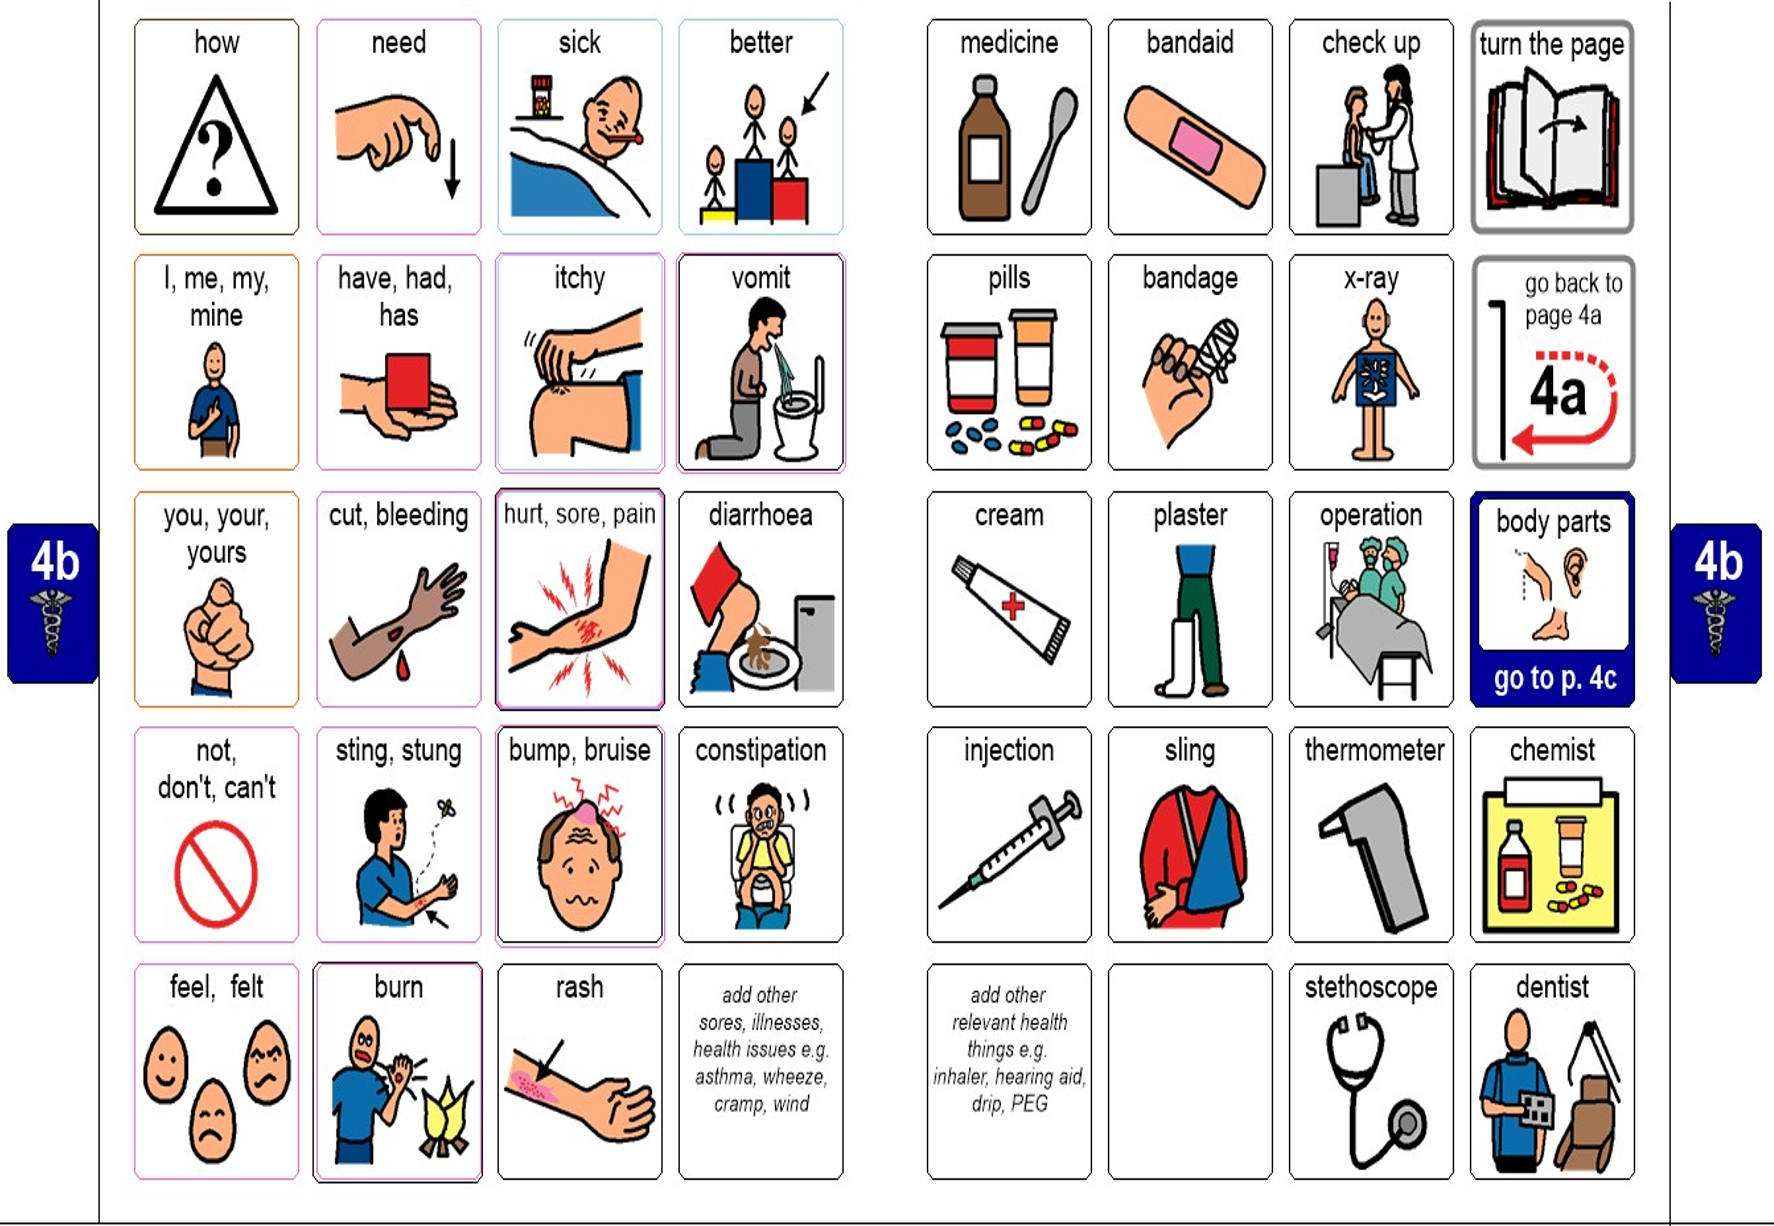 how
need
sick
better
medicine
bandaid
check up
turn the page
?
I, me, my,
mine
have, had,
has
itchy
vomit
pills
bandage
x-ray
go back to
page 4a
4a
you, your,
yours
cut, bleeding
hurt, sore, pain
diarrhoea
cream
plaster
operation
body parts
go to p. 4c
4b
4b
not,
don't, can't
sting, stung
bump, bruise
constipation
injection
sling
thermometer
chemist
feel, felt
burn
rash
add other
sores, illnesses,
health issues e.g.
asthma, wheeze,
cramp, wind
add other
relevant health
things e.g.
inhaler, hearing aid,
drip, PEG
stethoscope
dentist